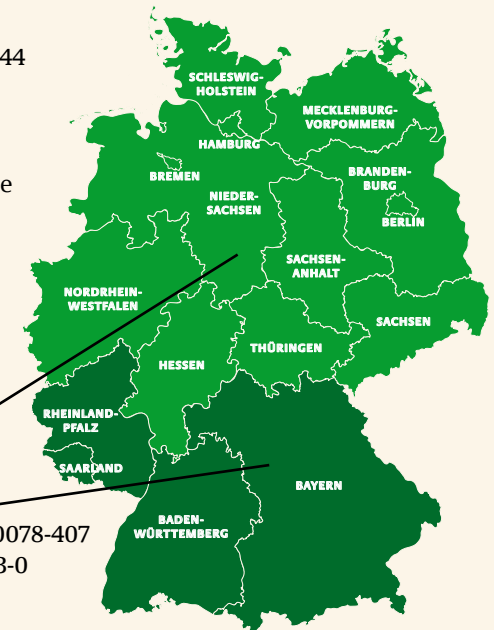 44
SCHLESWIG-
HOLSTEIN
MECKLENBURG-
VORPOMMERN
HAMBURG
BREMEN
BRANDEN-
BURG
e
NIEDER-
SACHSEN
BERLIN
SACHSEN-
ANHALT
NORDRHEIN-
WESTFALEN
SACHSEN
THÜRINGEN
HESSEN
RHEINLAND-
PFALZ
SAARLAND
BAYERN
BADEN-
WÜRTTEMBERG
0078-407
3-0